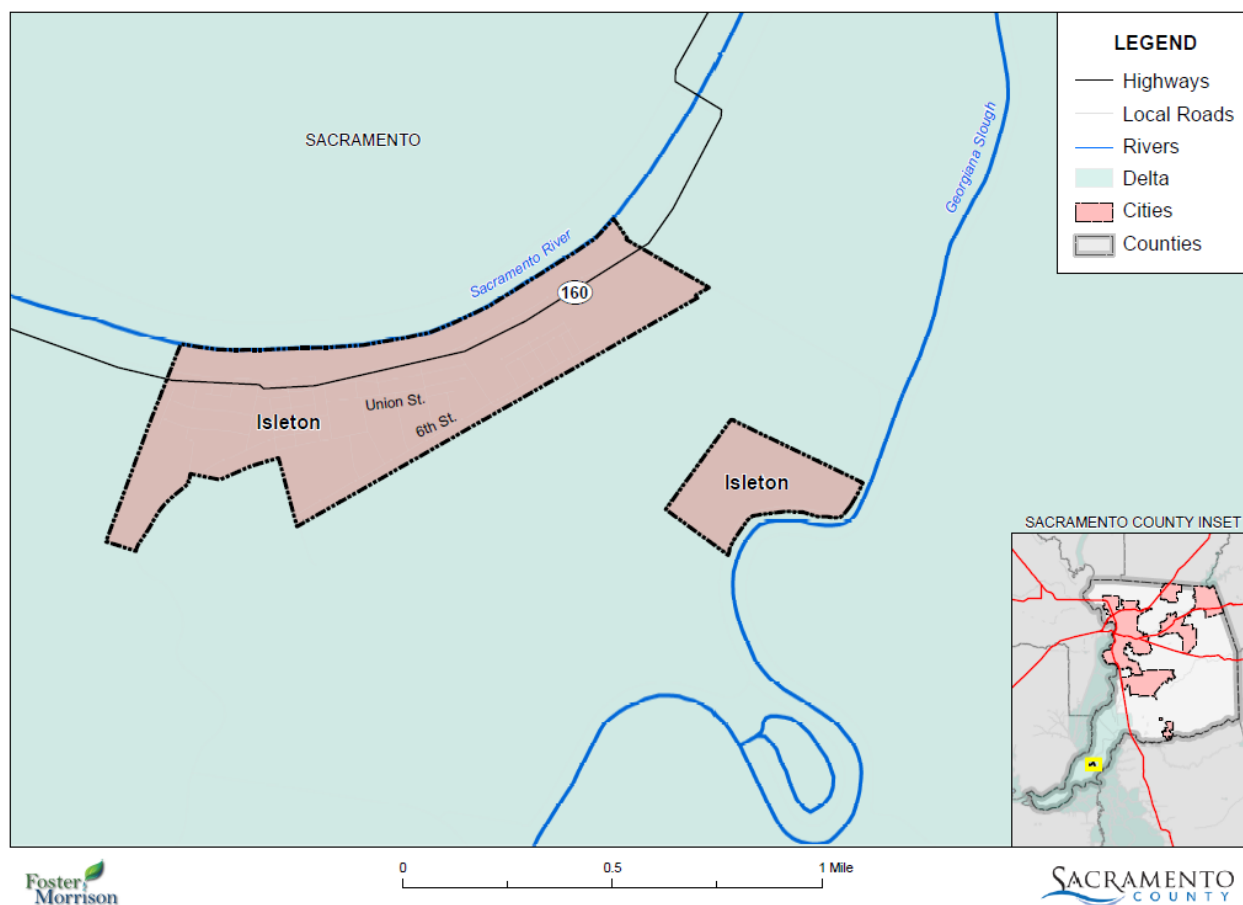 LEGEND
Highways
Local Roads
Rivers
Delta
Cities
Counties
SACRAMENTO
Georgiana Slough
Sacramento River
160
Union St.
6th St.
Isleton
Isleton
SACRAMENTO COUNTY INSET
0
0.5
1 Mile
Foster
Morrison
SACRAMENTO
COUNTY